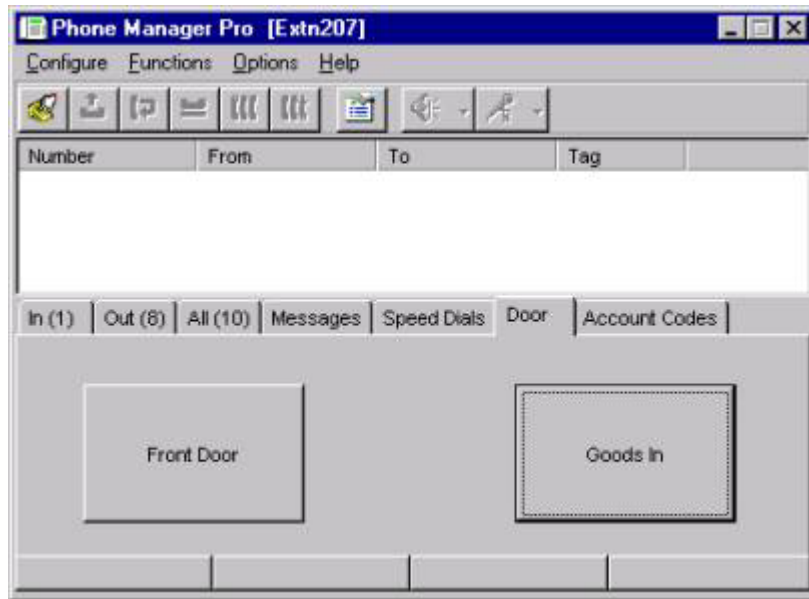 Phone Manager Pro [Extn207]
Configure Functions Options Help
Number From To Tag
In (1) Out (8) All (10) Messages Speed Dials Door Account Codes
Front Door Goods In